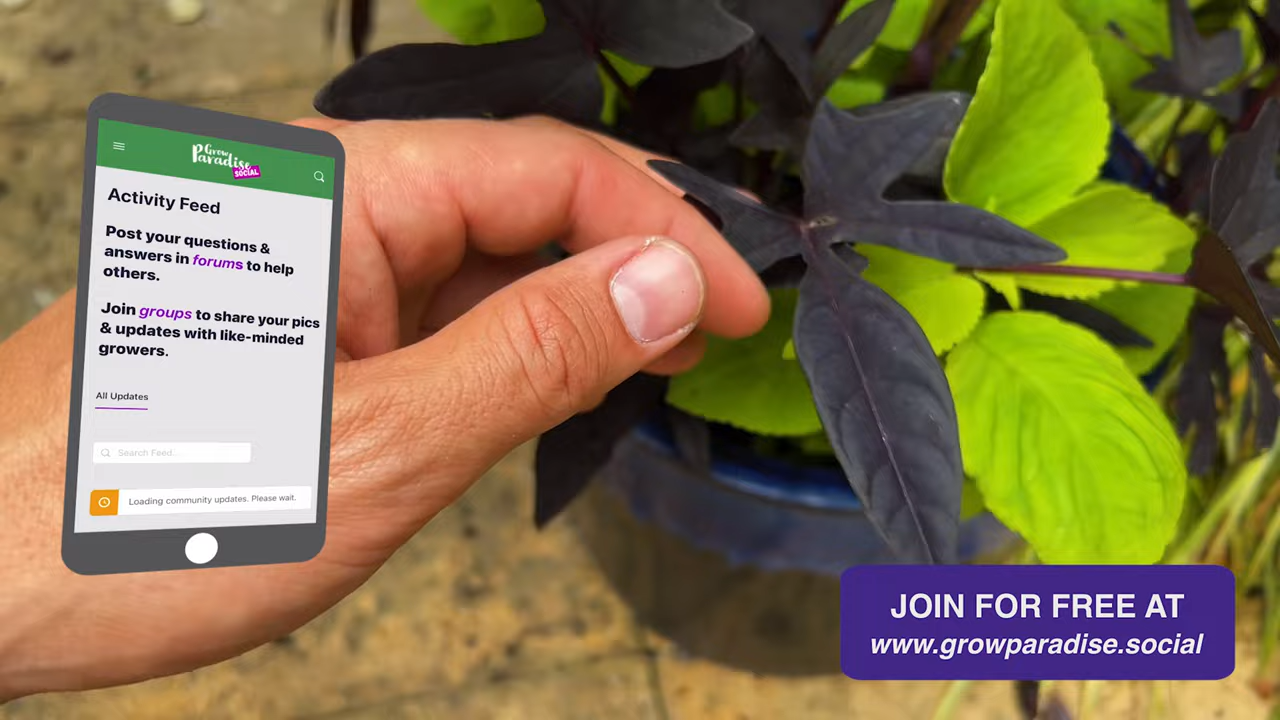 Grow
Paradise
SOCIAL
Activity Feed
Post your questions &
answers in forums to help
others.
Join groups to share your pics
& updates with like-minded
growers.
All Updates
Search Feed...
Loading community updates. Please wait.
JOIN FOR FREE AT
www.growparadise.social